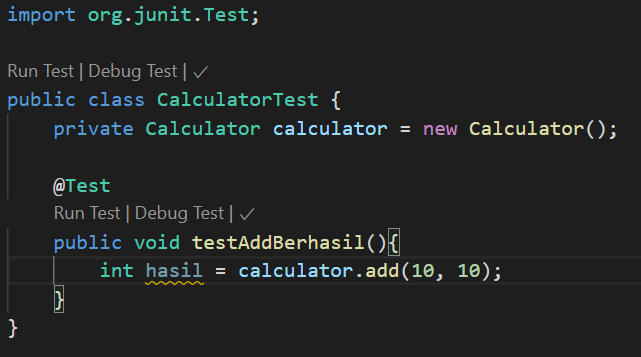 import org.junit.Test;
Run Test | Debug Test | ✓
public class CalculatorTest {
private Calculator calculator = new Calculator();
@Test
Run Test | Debug Test | ✓
public void testAddBerhasil(){
int hasil = calculator.add(10, 10);
}
}